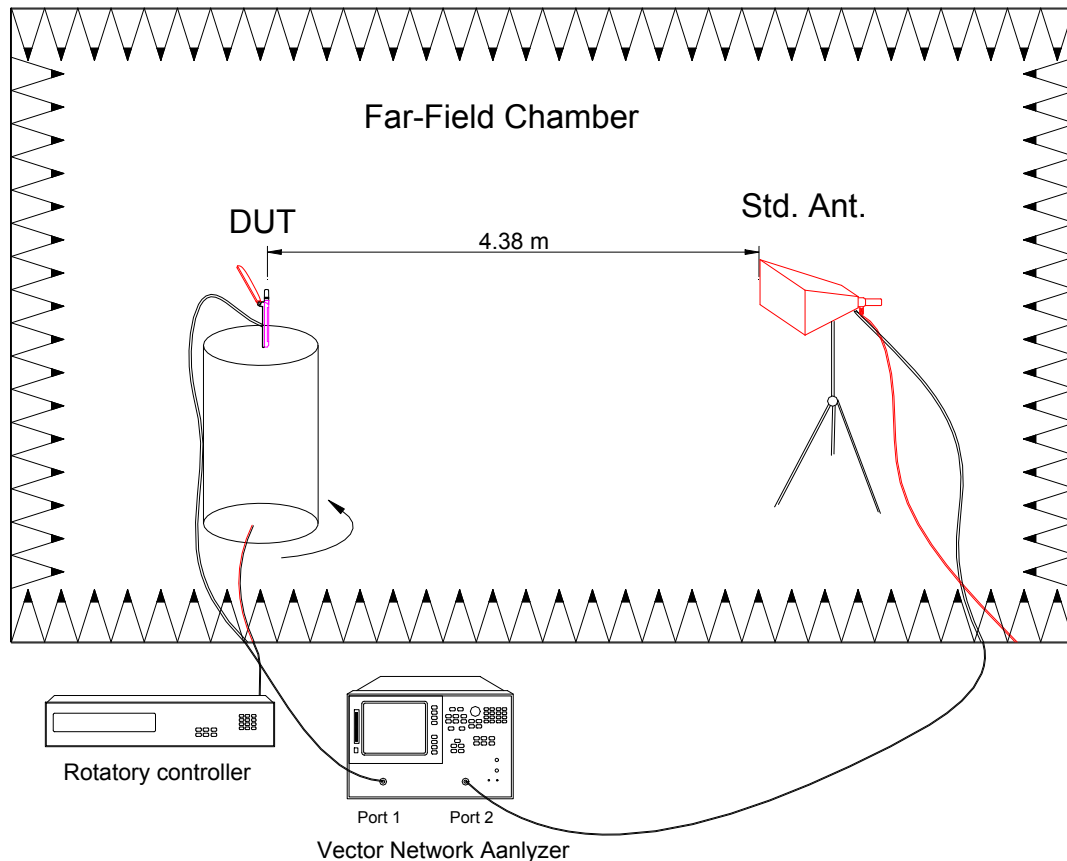 Far-Field Chamber
DUT
Std. Ant.
4.38 m
Rotatory controller
Port 1
Port 2
Vector Network Aanlyzer